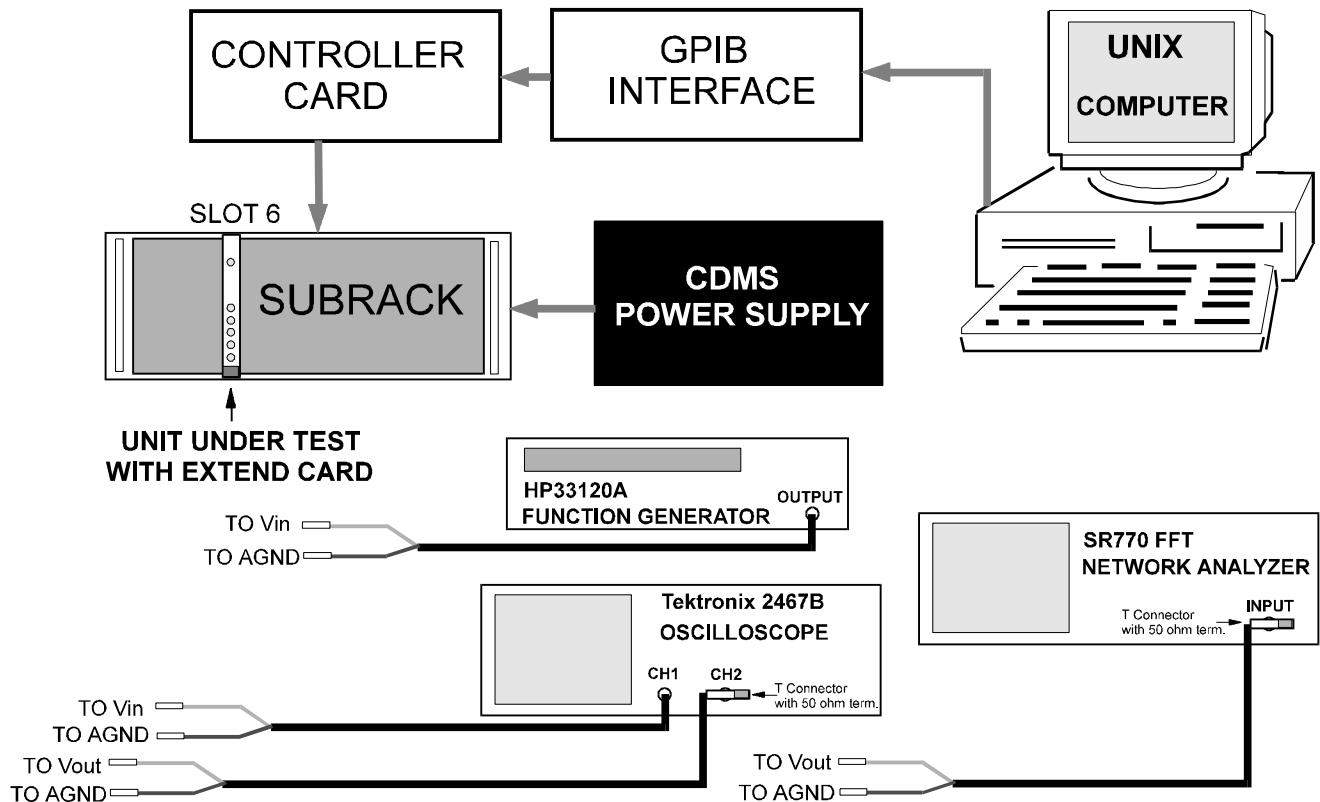 CONTROLLER
CARD
GPIB
INTERFACE
UNIX
COMPUTER
SLOT 6
SUBRACK
CDMS
POWER SUPPLY
UNIT UNDER TEST
WITH EXTEND CARD
HP33120A
FUNCTION GENERATOR
OUTPUT
TO Vin
TO AGND
SR770 FFT
NETWORK ANALYZER
INPUT
T Connector
with 50 ohm term.
Tektronix 2467B
OSCILLOSCOPE
CH1
CH2
T Connector
with 50 ohm term.
TO Vin
TO AGND
TO Vout
TO AGND
TO Vout
TO AGND